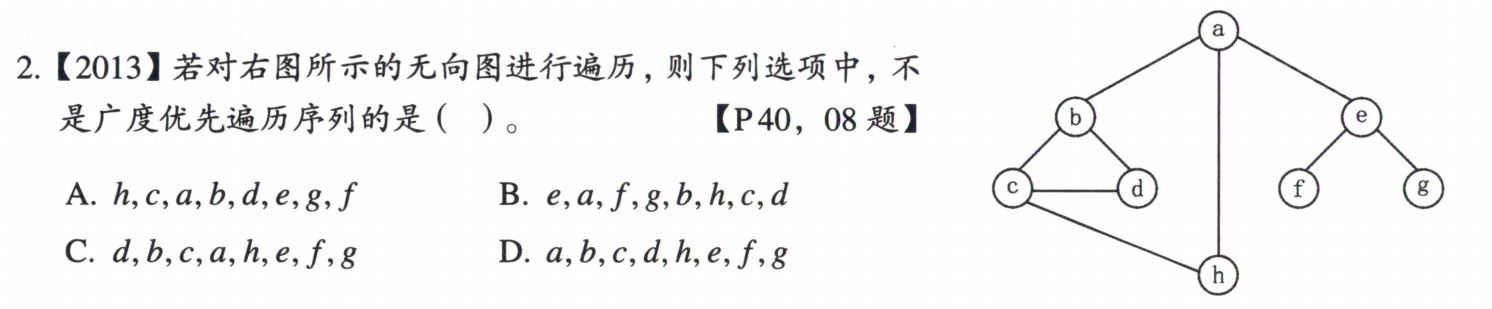 2.【2013】若对右图所示的无向图进行遍历，则下列选项中，不
是广度优先遍历序列的是（ ）。 【P40，08 题】
A. h,c,a,b,d,e,g,f B. e,a,f,g,b,h,c,d
C. d,b,c,a,h,e,f,g D. a,b,c,d,h,e,f,g
a
b e
c d f g
h